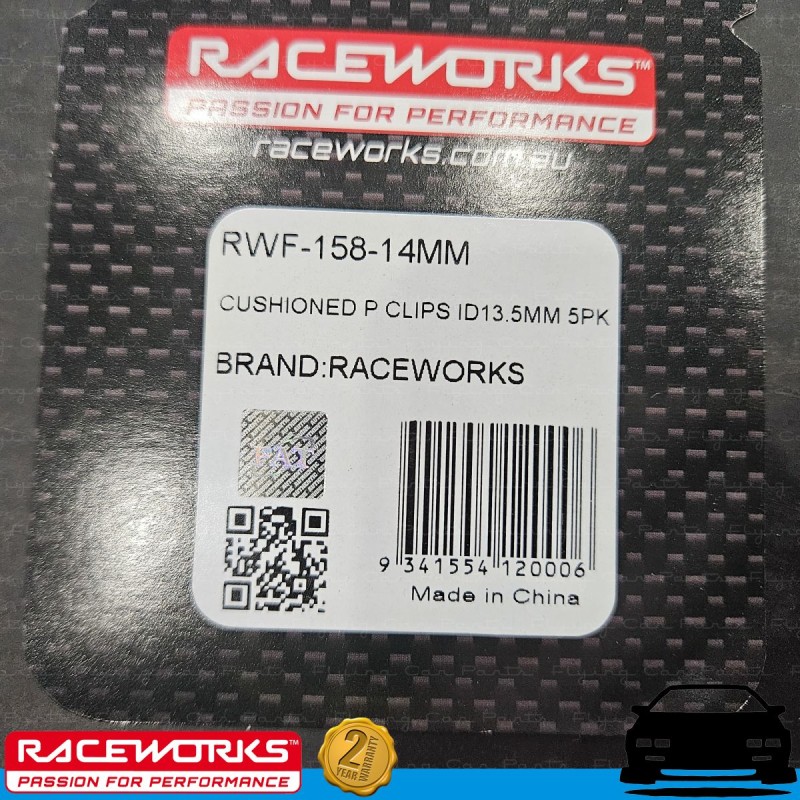 RACEWORKS™
PASSION FOR PERFORMANCE
raceworks.com.au
RWF-158-14MM
CUSHIONED P CLIPS ID13.5MM 5PK
BRAND:RACEWORKS
9 341554 120006
Made in China
RACEWORKS™
PASSION FOR PERFORMANCE
2
YEAR WARRANTY